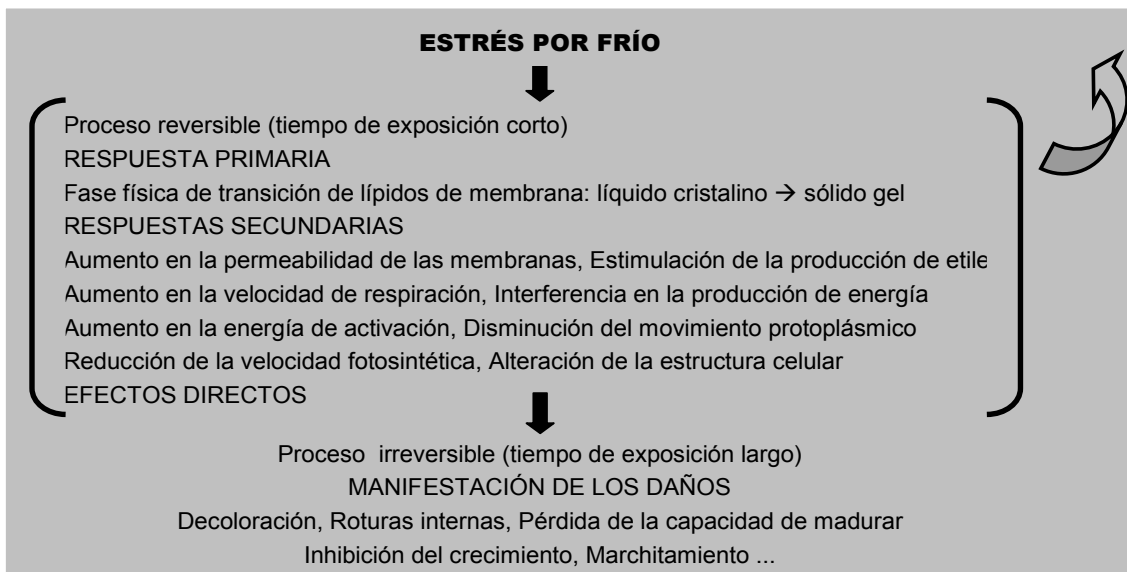 ESTRÉS POR FRÍO
Proceso reversible (tiempo de exposición corto)
RESPUESTA PRIMARIA
Fase física de transición de lípidos de membrana: líquido cristalino → sólido gel
RESPUESTAS SECUNDARIAS
Aumento en la permeabilidad de las membranas, Estimulación de la producción de etile
Aumento en la velocidad de respiración, Interferencia en la producción de energía
Aumento en la energía de activación, Disminución del movimiento protoplásmico
Reducción de la velocidad fotosintética, Alteración de la estructura celular
EFECTOS DIRECTOS
Proceso irreversible (tiempo de exposición largo)
MANIFESTACIÓN DE LOS DAÑOS
Decoloración, Roturas internas, Pérdida de la capacidad de madurar
Inhibición del crecimiento, Marchitamiento ...